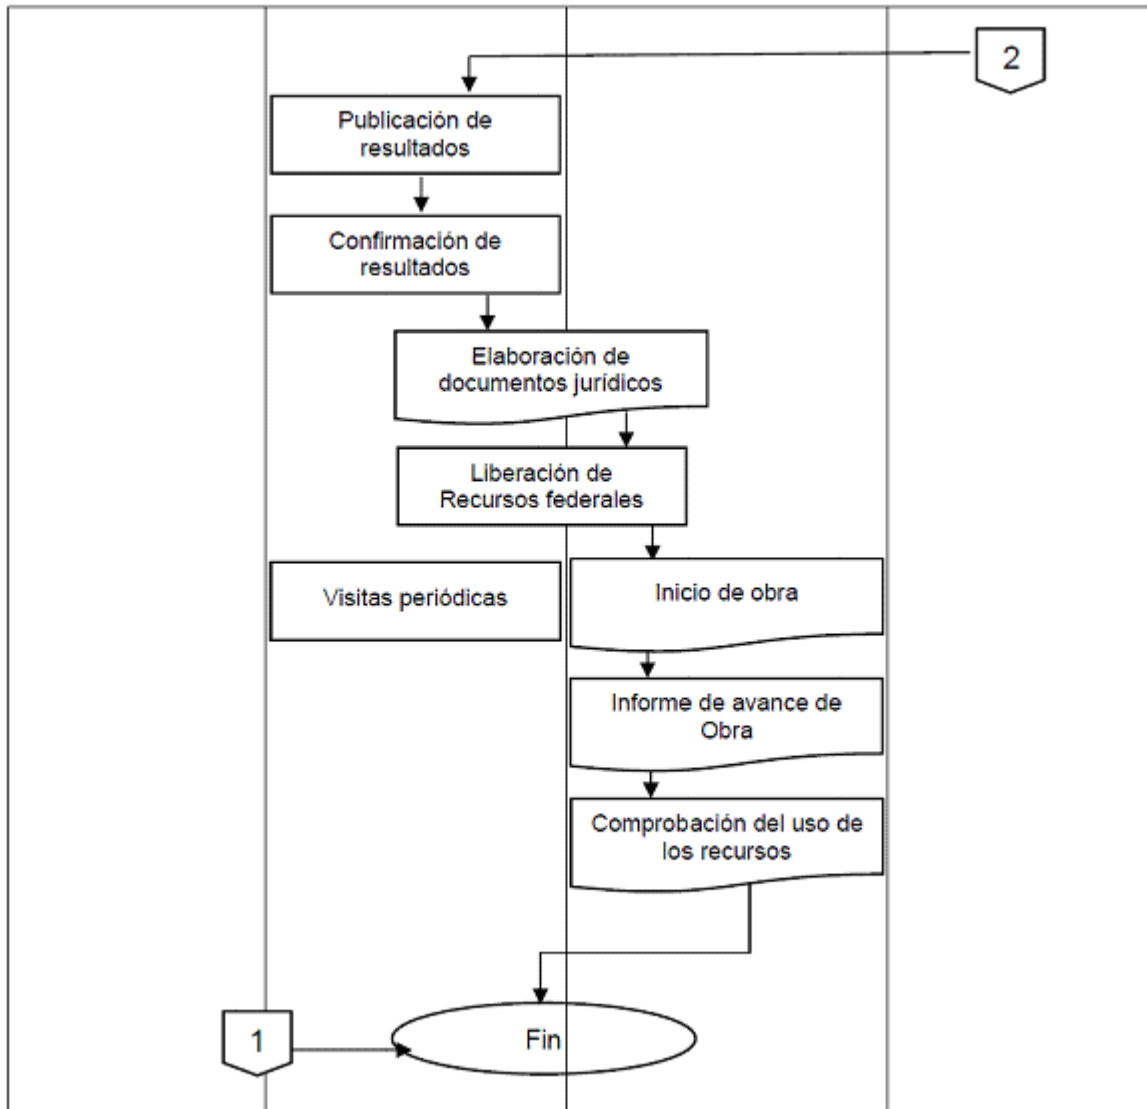 2
Publicación de
resultados
Confirmación de
resultados
Elaboración de
documentos jurídicos
Liberación de
Recursos federales
Visitas periódicas
Inicio de obra
Informe de avance de
Obra
Comprobación del uso de
los recursos
1
Fin